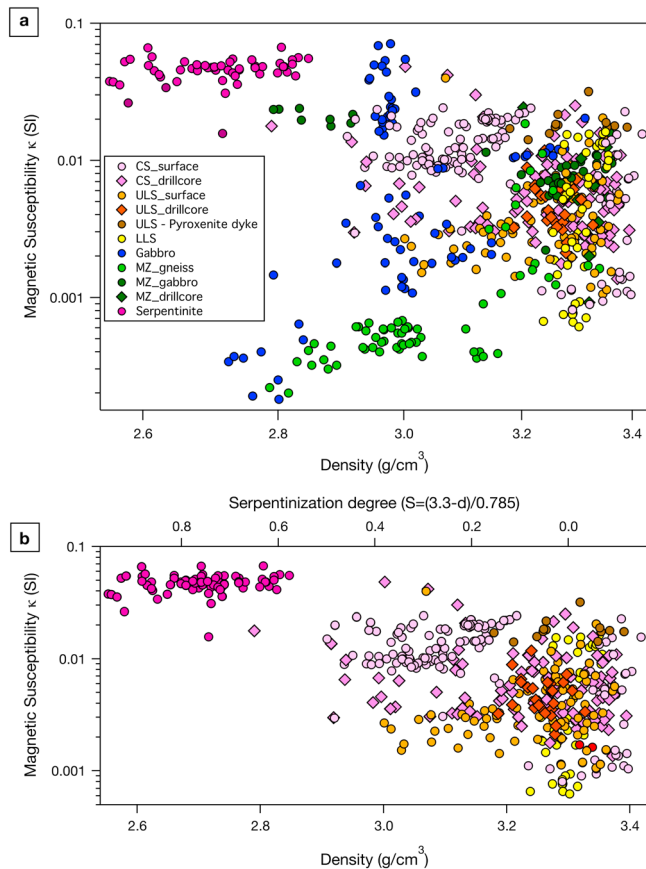 a
0.1
0.01
0.001
Magnetic Susceptibility κ (SI)
CS_surface
CS_drillcore
ULS_surface
ULS_drillcore
ULS - Pyroxenite dyke
LLS
Gabbro
MZ_gneiss
MZ_gabbro
MZ_drillcore
Serpentinite
2.6 2.8 3.0 3.2 3.4
Density (g/cm³)
Serpentinization degree (S=(3.3-d)/0.785)
b
0.8 0.6 0.4 0.2 0.0
0.1
0.01
0.001
Magnetic Susceptibility κ (SI)
2.6 2.8 3.0 3.2 3.4
Density (g/cm³)